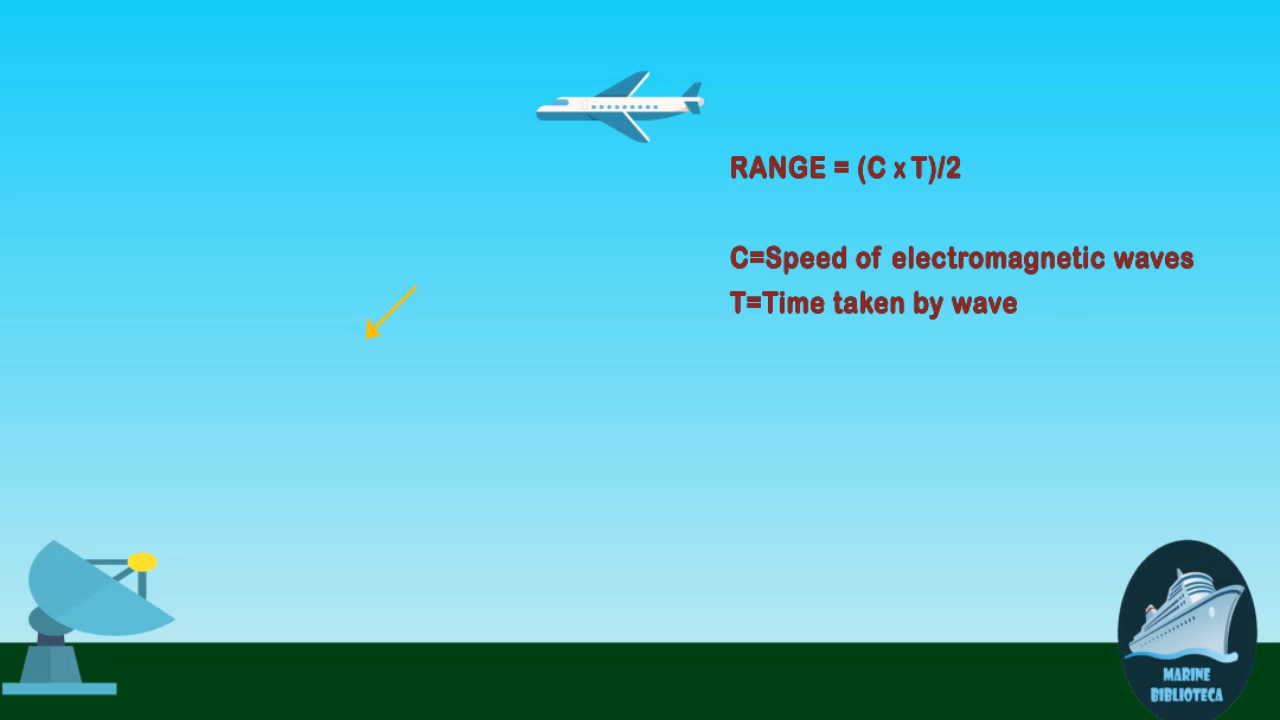 RANGE = (C x T)/2
C=Speed of electromagnetic waves
T=Time taken by wave
MARINE
BIBLIOTECA